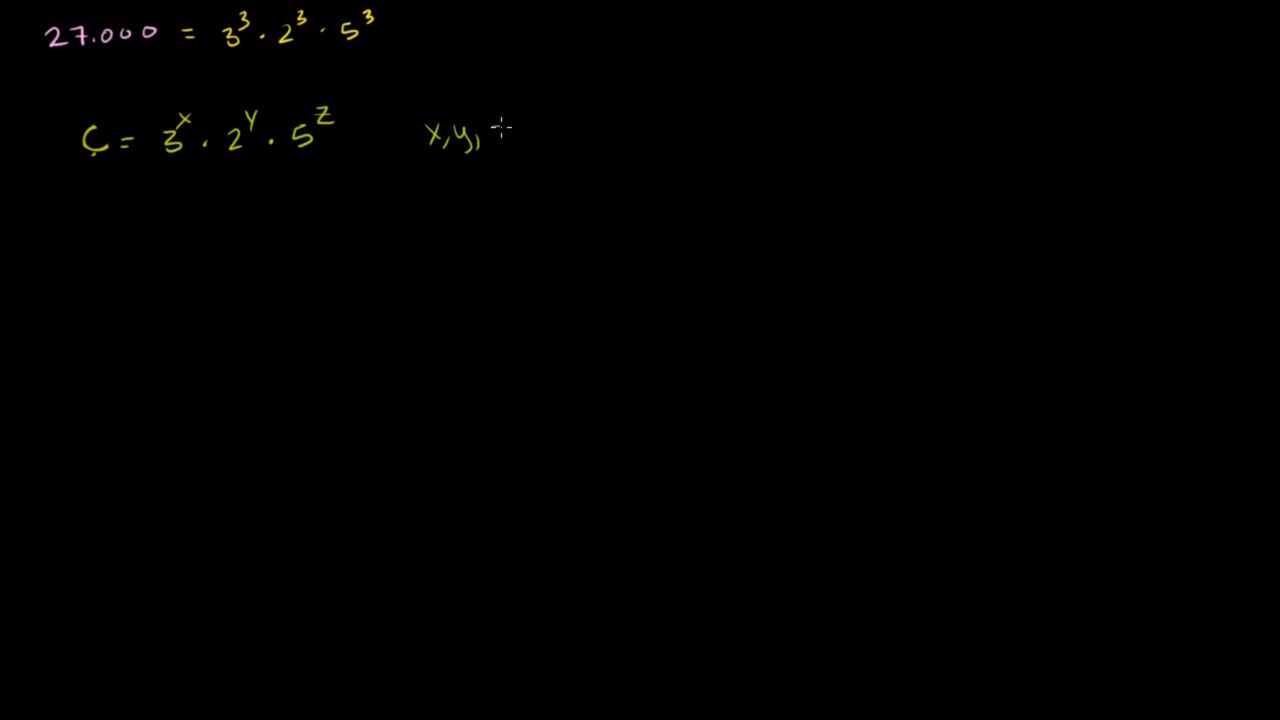 27.000 = 3³ · 2³ · 5³
Ç = 3ˣ · 2ʸ · 5ᶻ x, y,